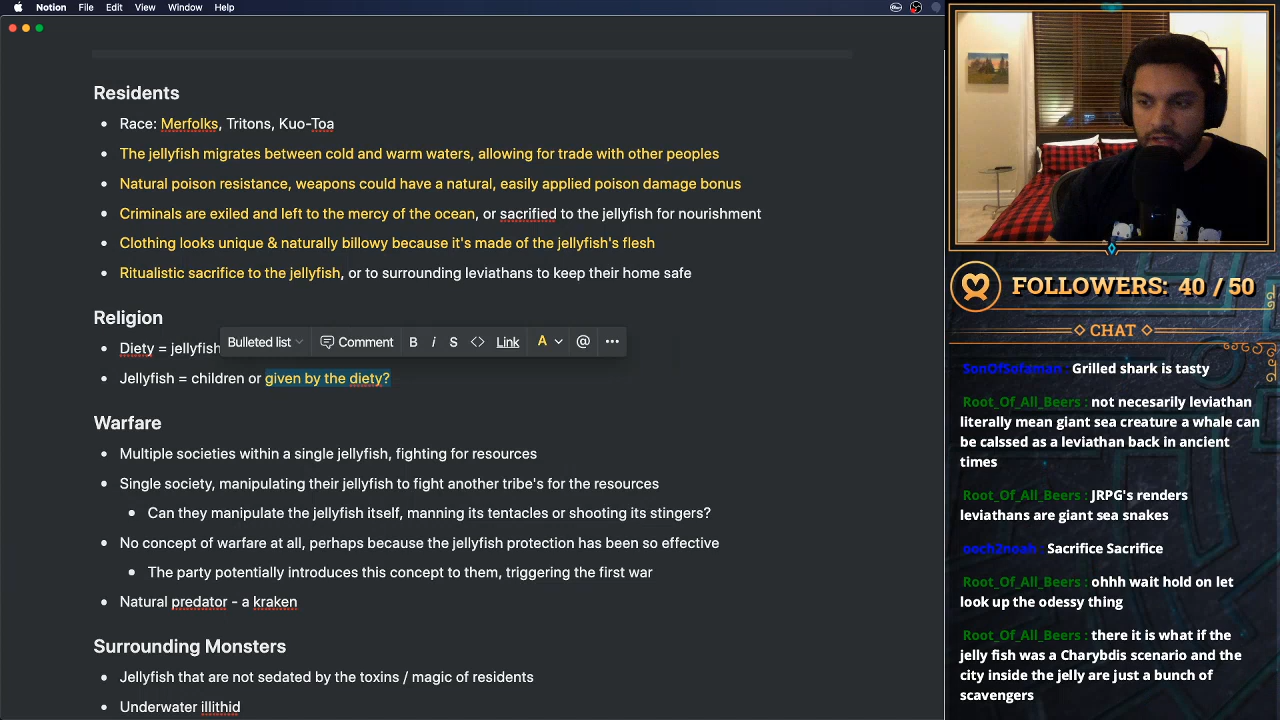 Notion File Edit View Window Help
Residents
Race: Merfolks, Tritons, Kuo-Toa
The jellyfish migrates between cold and warm waters, allowing for trade with other peoples
Natural poison resistance, weapons could have a natural, easily applied poison damage bonus
Criminals are exiled and left to the mercy of the ocean, or sacrified to the jellyfish for nourishment
Clothing looks unique & naturally billowy because it's made of the jellyfish's flesh
Ritualistic sacrifice to the jellyfish, or to surrounding leviathans to keep their home safe
Religion
Bulleted list Comment B i S <> Link A @ •••
Diety = jellyfish
Jellyfish = children or given by the diety?
Warfare
Multiple societies within a single jellyfish, fighting for resources
Single society, manipulating their jellyfish to fight another tribe's for the resources
Can they manipulate the jellyfish itself, manning its tentacles or shooting its stingers?
No concept of warfare at all, perhaps because the jellyfish protection has been so effective
The party potentially introduces this concept to them, triggering the first war
Natural predator - a kraken
Surrounding Monsters
Jellyfish that are not sedated by the toxins / magic of residents
Underwater illithid
FOLLOWERS: 40 / 50
CHAT
SonOfSofaman : Grilled shark is tasty
Root_Of_All_Beers : not necesarily leviathan
literally mean giant sea creature a whale can
be calssed as a leviathan back in ancient
times
Root_Of_All_Beers : JRPG's renders
leviathans are giant sea snakes
ooch2noah : Sacrifice Sacrifice
Root_Of_All_Beers : ohhh wait hold on let
look up the odessy thing
Root_Of_All_Beers : there it is what if the
jelly fish was a Charybdis scenario and the
city inside the jelly are just a bunch of
scavengers